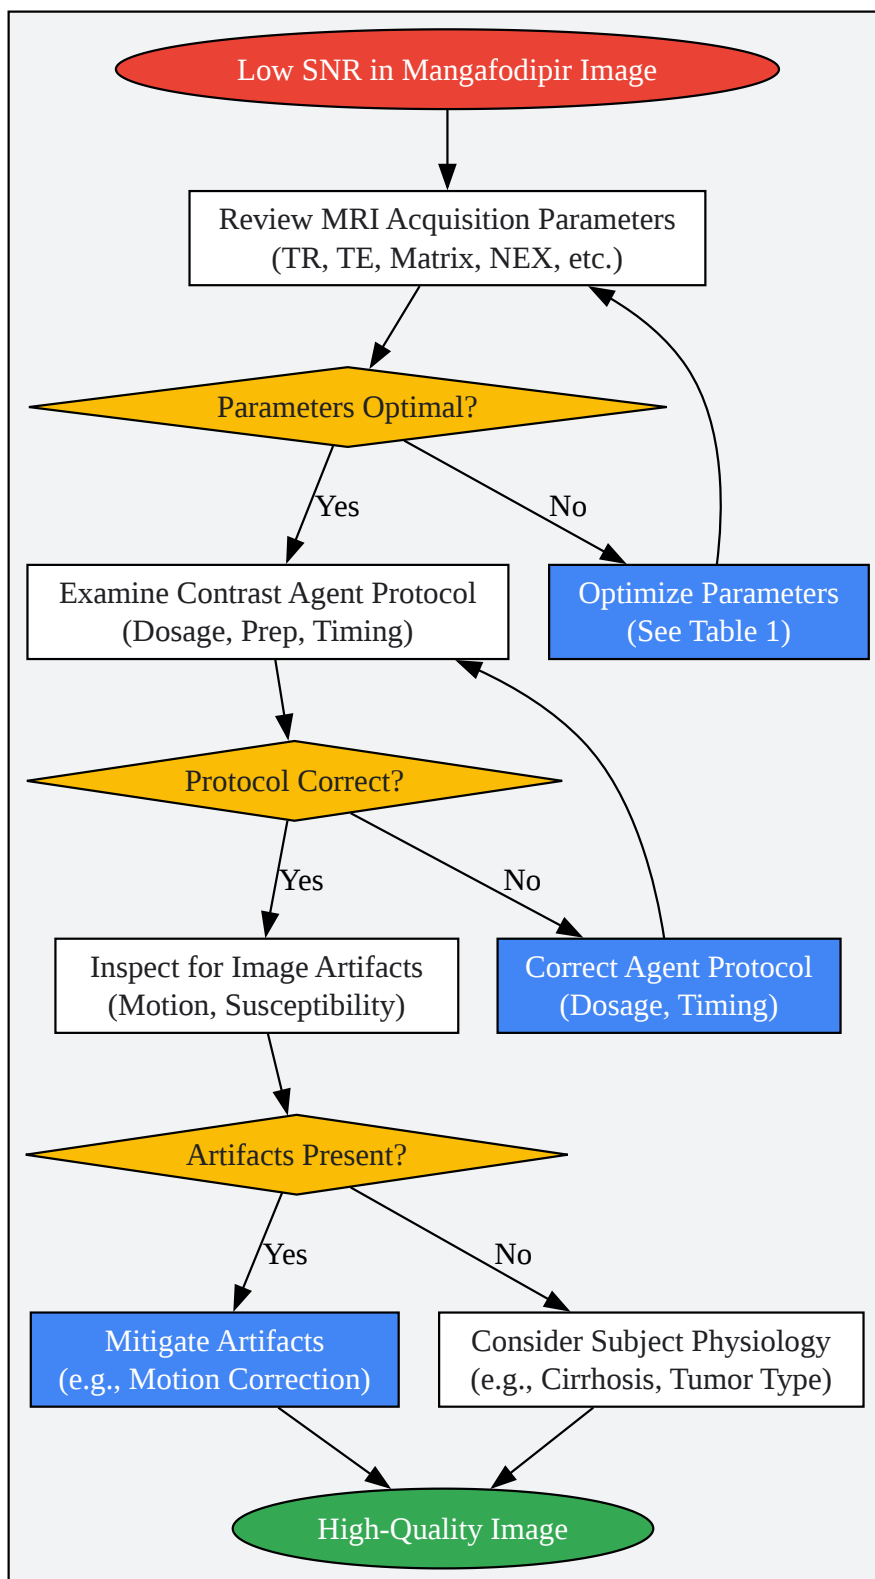 Low SNR in Mangafodipir Image
Review MRI Acquisition Parameters
(TR, TE, Matrix, NEX, etc.)
Parameters Optimal?
Yes
No
Examine Contrast Agent Protocol
(Dosage, Prep, Timing)
Optimize Parameters
(See Table 1)
Protocol Correct?
Yes
No
Inspect for Image Artifacts
(Motion, Susceptibility)
Correct Agent Protocol
(Dosage, Timing)
Artifacts Present?
Yes
No
Mitigate Artifacts
(e.g., Motion Correction)
Consider Subject Physiology
(e.g., Cirrhosis, Tumor Type)
High-Quality Image